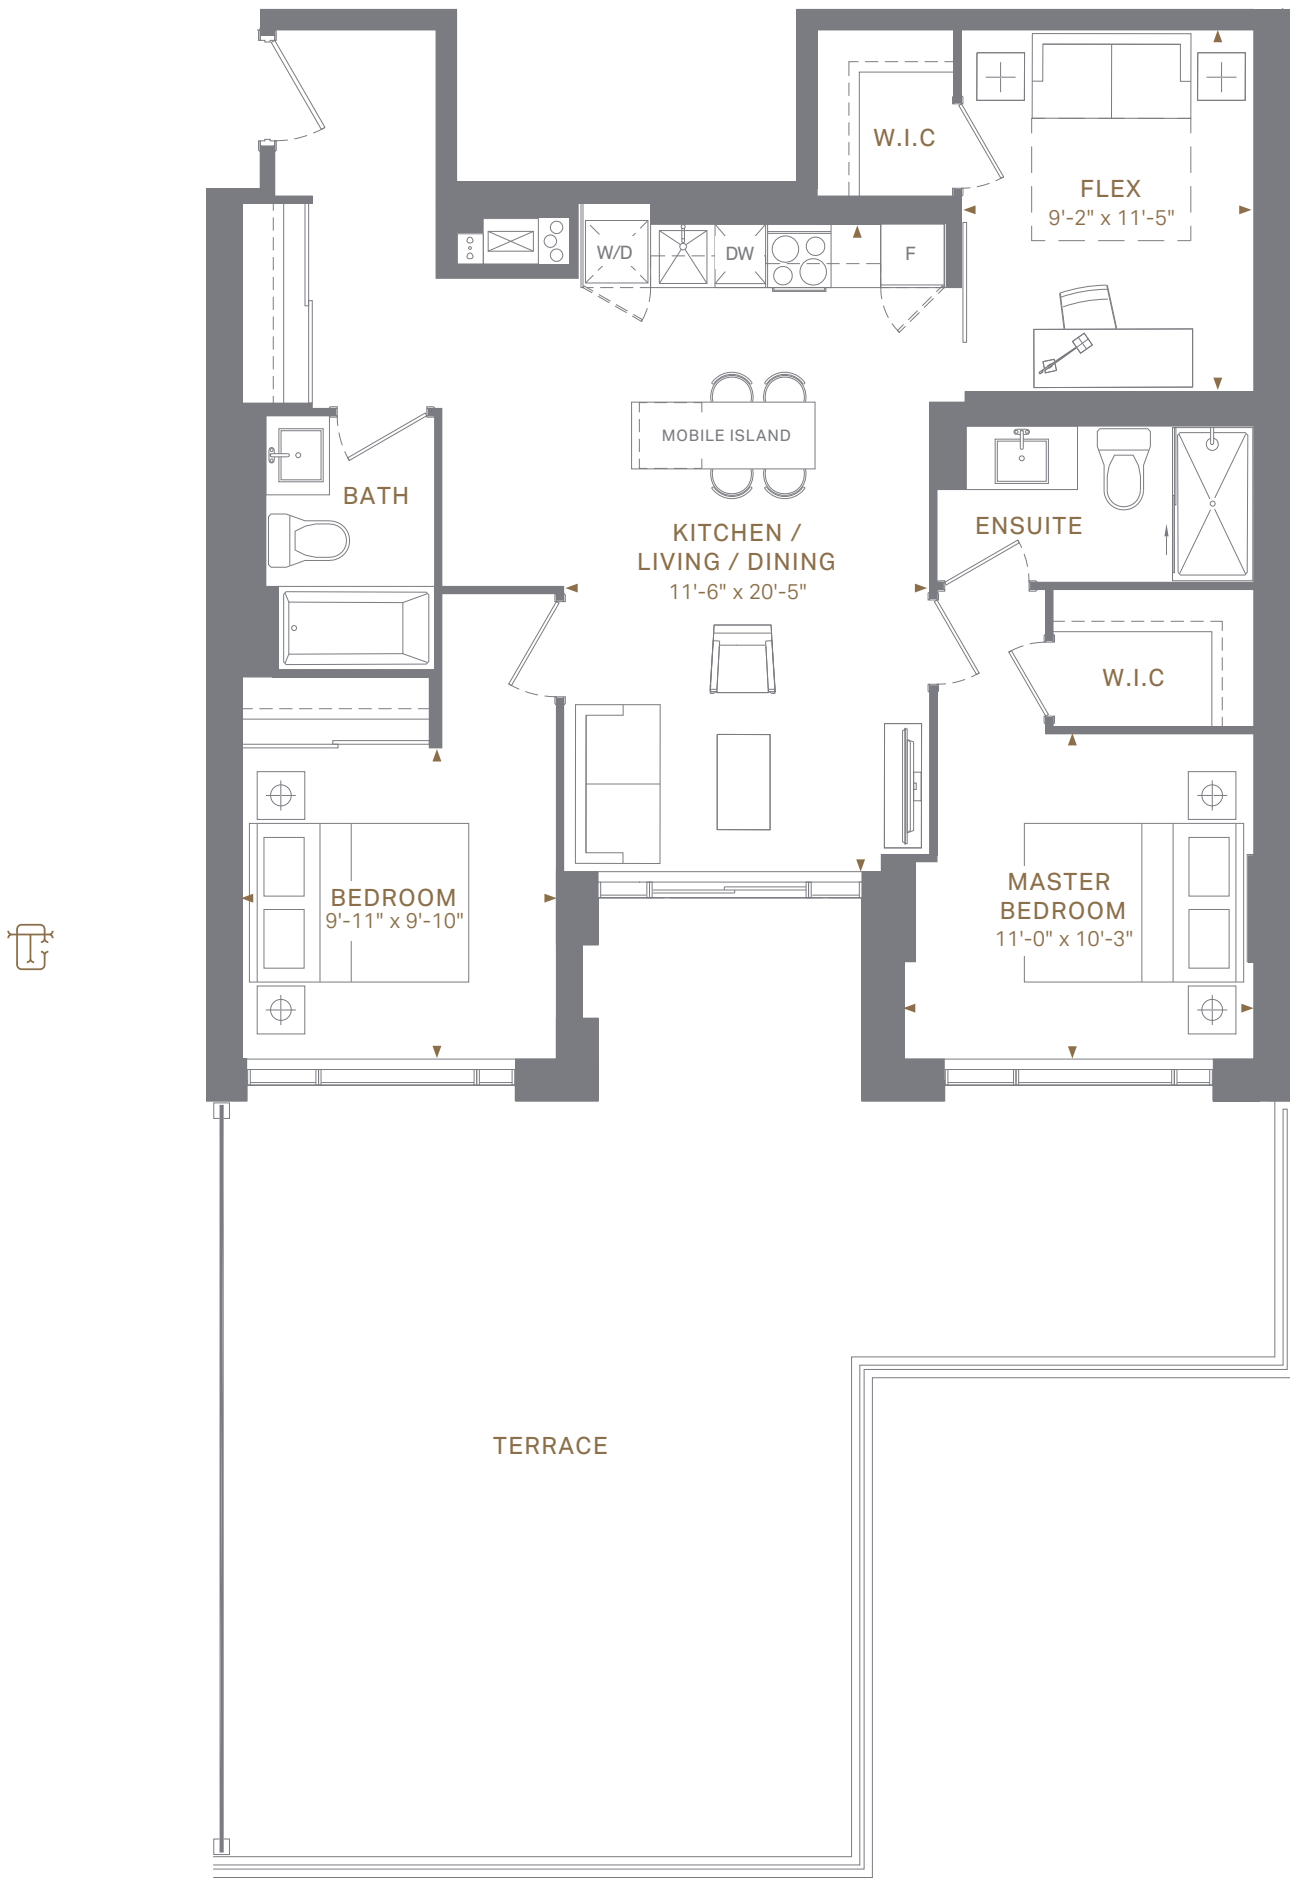 W.I.C
FLEX
9'-2" x 11'-5"
W/D
DW
F
MOBILE ISLAND
BATH
KITCHEN /
LIVING / DINING
11'-6" x 20'-5"
ENSUITE
W.I.C
BEDROOM
9'-11" x 9'-10"
MASTER
BEDROOM
11'-0" x 10'-3"
TERRACE